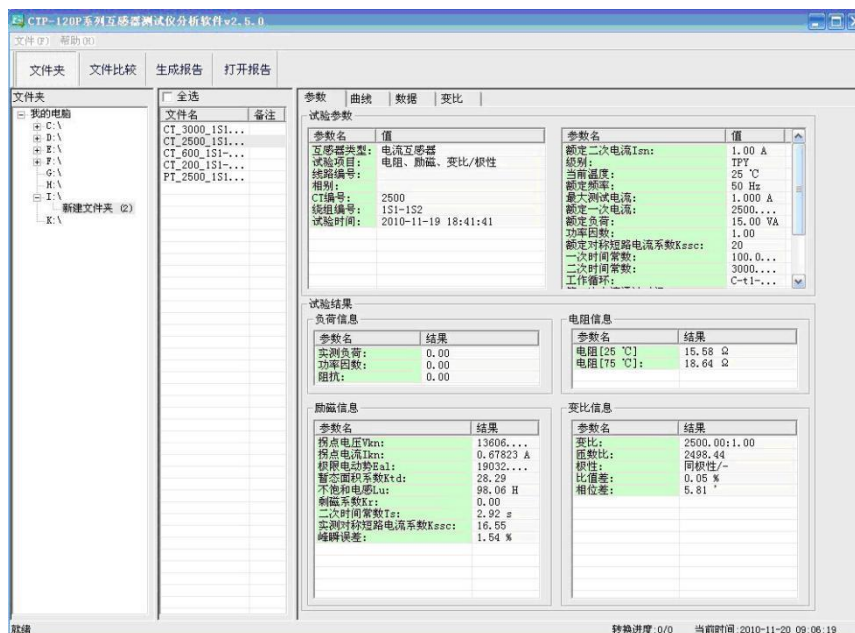 CTP-120P系列互感器测试仪分析软件v2.5.0
文件(F) 帮助(H)
文件夹 文件比较 生成报告 打开报告
文件夹
我的电脑
C:\
D:\
E:\
F:\
G:\
H:\
I:\
新建文件夹 (2)
K:\
全选
文件名 备注
CT_3000_1S1...
CT_2500_1S1...
CT_600_1S1-...
CT_200_1S1-...
PT_2500_1S1...
参数 曲线 数据 变比
试验参数
参数名 值
互感器类型: 电流互感器
试验项目: 电阻、励磁、变比/极性
线路编号:
相别:
CT编号: 2500
绕组编号: 1S1-1S2
试验时间: 2010-11-19 18:41:41
参数名 值
额定二次电流Isn: 1.00 A
级别: TPY
当前温度: 25 ℃
额定频率: 50 Hz
最大测试电流: 1.000 A
额定一次电流: 2500....
额定负荷: 15.00 VA
功率因数: 1.00
额定对称短路电流系数Kssc: 20
一次时间常数: 100.0...
二次时间常数: 3000....
工作循环: C-t1-...
试验结果
负荷信息
参数名 结果
实测负荷: 0.00
功率因数: 0.00
阻抗: 0.00
电阻信息
参数名 结果
电阻[25 ℃] 15.58 Ω
电阻[75 ℃]: 18.64 Ω
励磁信息
参数名 结果
拐点电压Vkn: 13606....
拐点电流Ikn: 0.67823 A
极限电动势Eal: 19032....
暂态面积系数Ktd: 28.29
不饱和电感Lu: 98.06 H
剩磁系数Kr: 0.00
二次时间常数Ts: 2.92 s
实测对称短路电流系数Kssc: 16.55
峰瞬误差: 1.54 %
变比信息
参数名 结果
变比: 2500.00:1.00
匝数比: 2498.44
极性: 同极性/-
比值差: 0.05 %
相位差: 5.81 '
就绪
转换进度:0/0 当前时间:2010-11-20 09:06:19